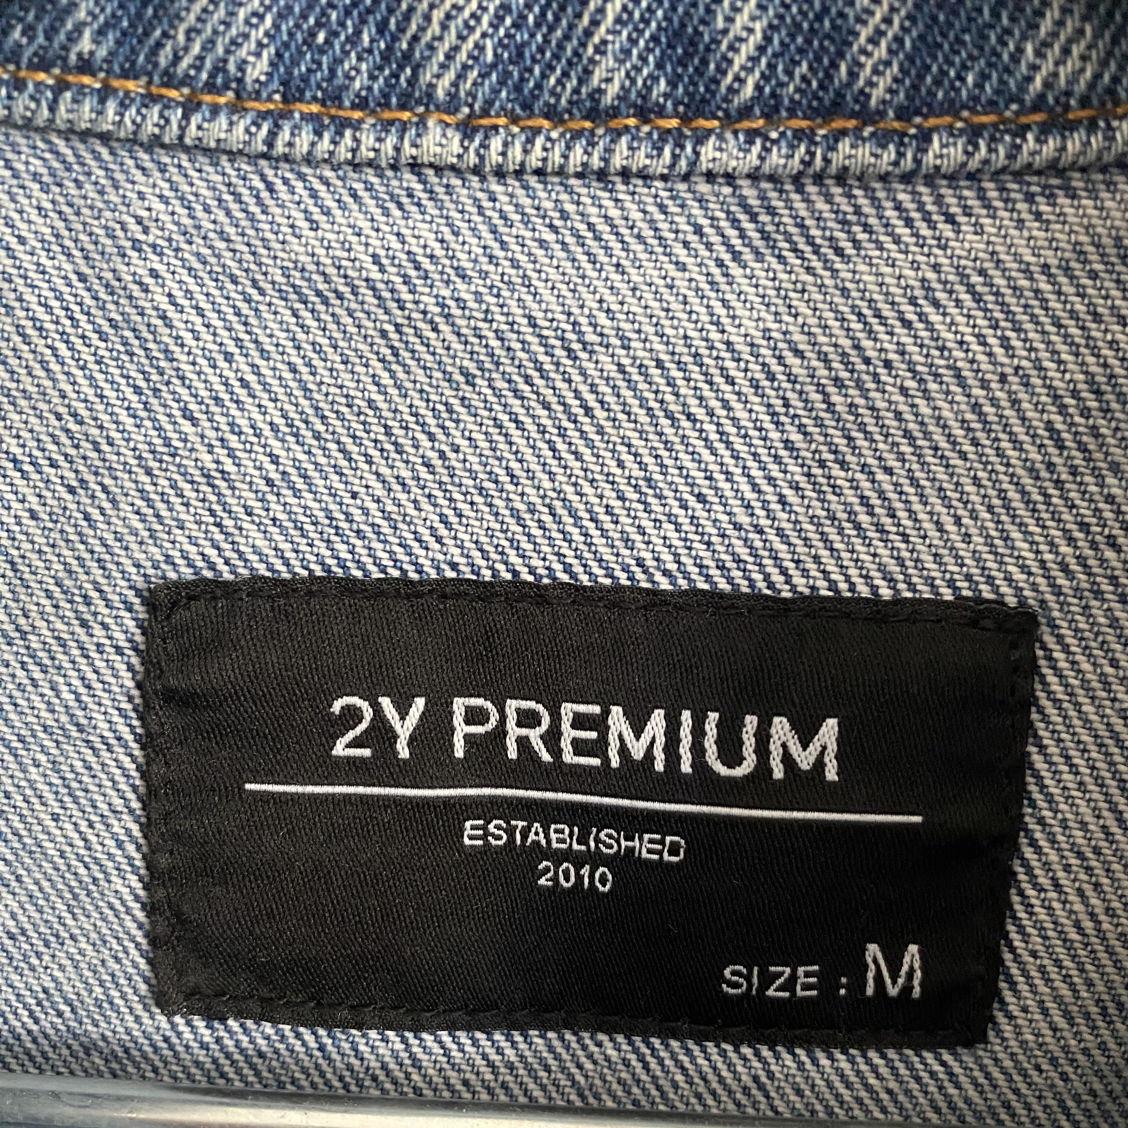 2Y PREMIUM
ESTABLISHED
2010
SIZE : M